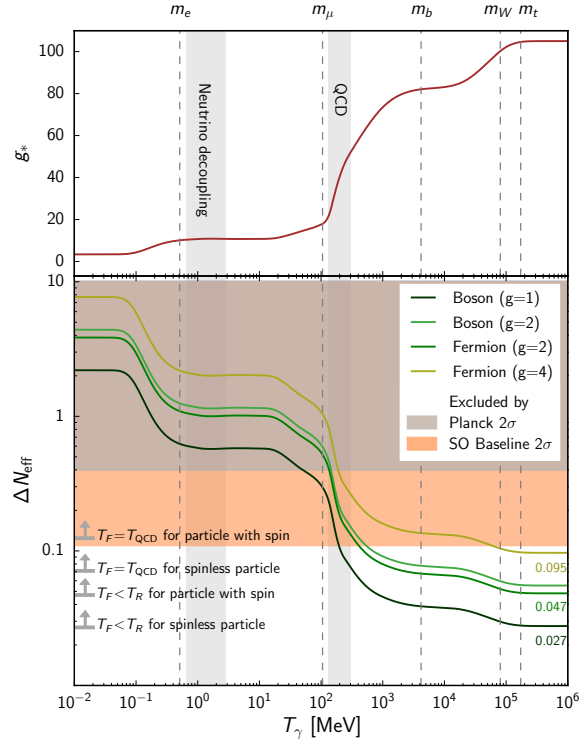 m_e m_μ m_b m_W m_t
100
80
60
40
20
0
g_*
Neutrino decoupling
QCD
10
1
0.1
ΔN_eff
Boson (g=1)
Boson (g=2)
Fermion (g=2)
Fermion (g=4)
Excluded by
Planck 2σ
SO Baseline 2σ
T_F=T_QCD for particle with spin
T_F=T_QCD for spinless particle
T_F<T_R for particle with spin
T_F<T_R for spinless particle
0.095
0.047
0.027
10^−2 10^−1 10^0 10^1 10^2 10^3 10^4 10^5 10^6
T_γ [MeV]